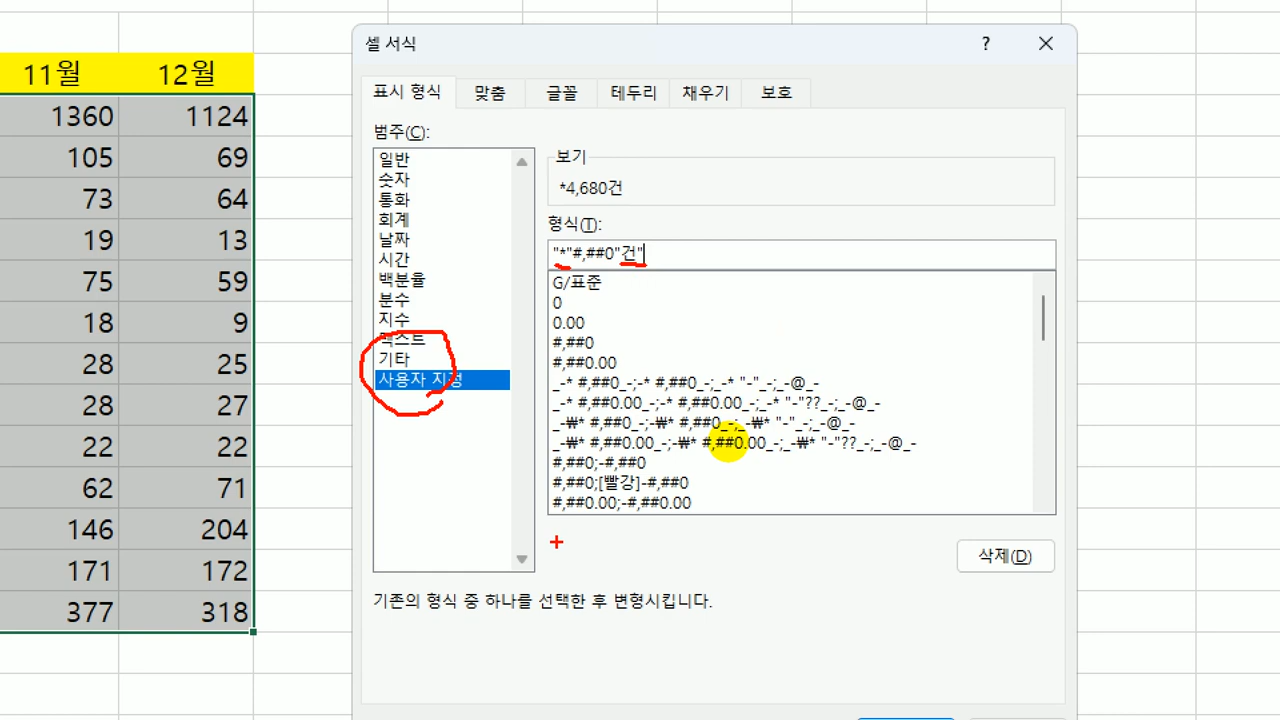 셀 서식 ?
표시 형식 맞춤 글꼴 테두리 채우기 보호
11월 12월
1360 1124
105 69
73 64
19 13
75 59
18 9
28 25
28 27
22 22
62 71
146 204
171 172
377 318
범주(C):
일반
숫자
통화
회계
날짜
시간
백분율
분수
지수
텍스트
기타
사용자 지정
보기
*4,680건
형식(T):
"*"#,##0"건"
G/표준
0
0.00
#,##0
#,##0.00
_-* #,##0_-;-* #,##0_-;_-* "-"_-;_-@_-
_-* #,##0.00_-;-* #,##0.00_-;_-* "-"??_-;_-@_-
_-₩* #,##0_-;-₩* #,##0_-;_-₩* "-"_-;_-@_-
_-₩* #,##0.00_-;-₩* #,##0.00_-;_-₩* "-"??_-;_-@_-
#,##0;-#,##0
#,##0;[빨강]-#,##0
#,##0.00;-#,##0.00
삭제(D)
기존의 형식 중 하나를 선택한 후 변형시킵니다.